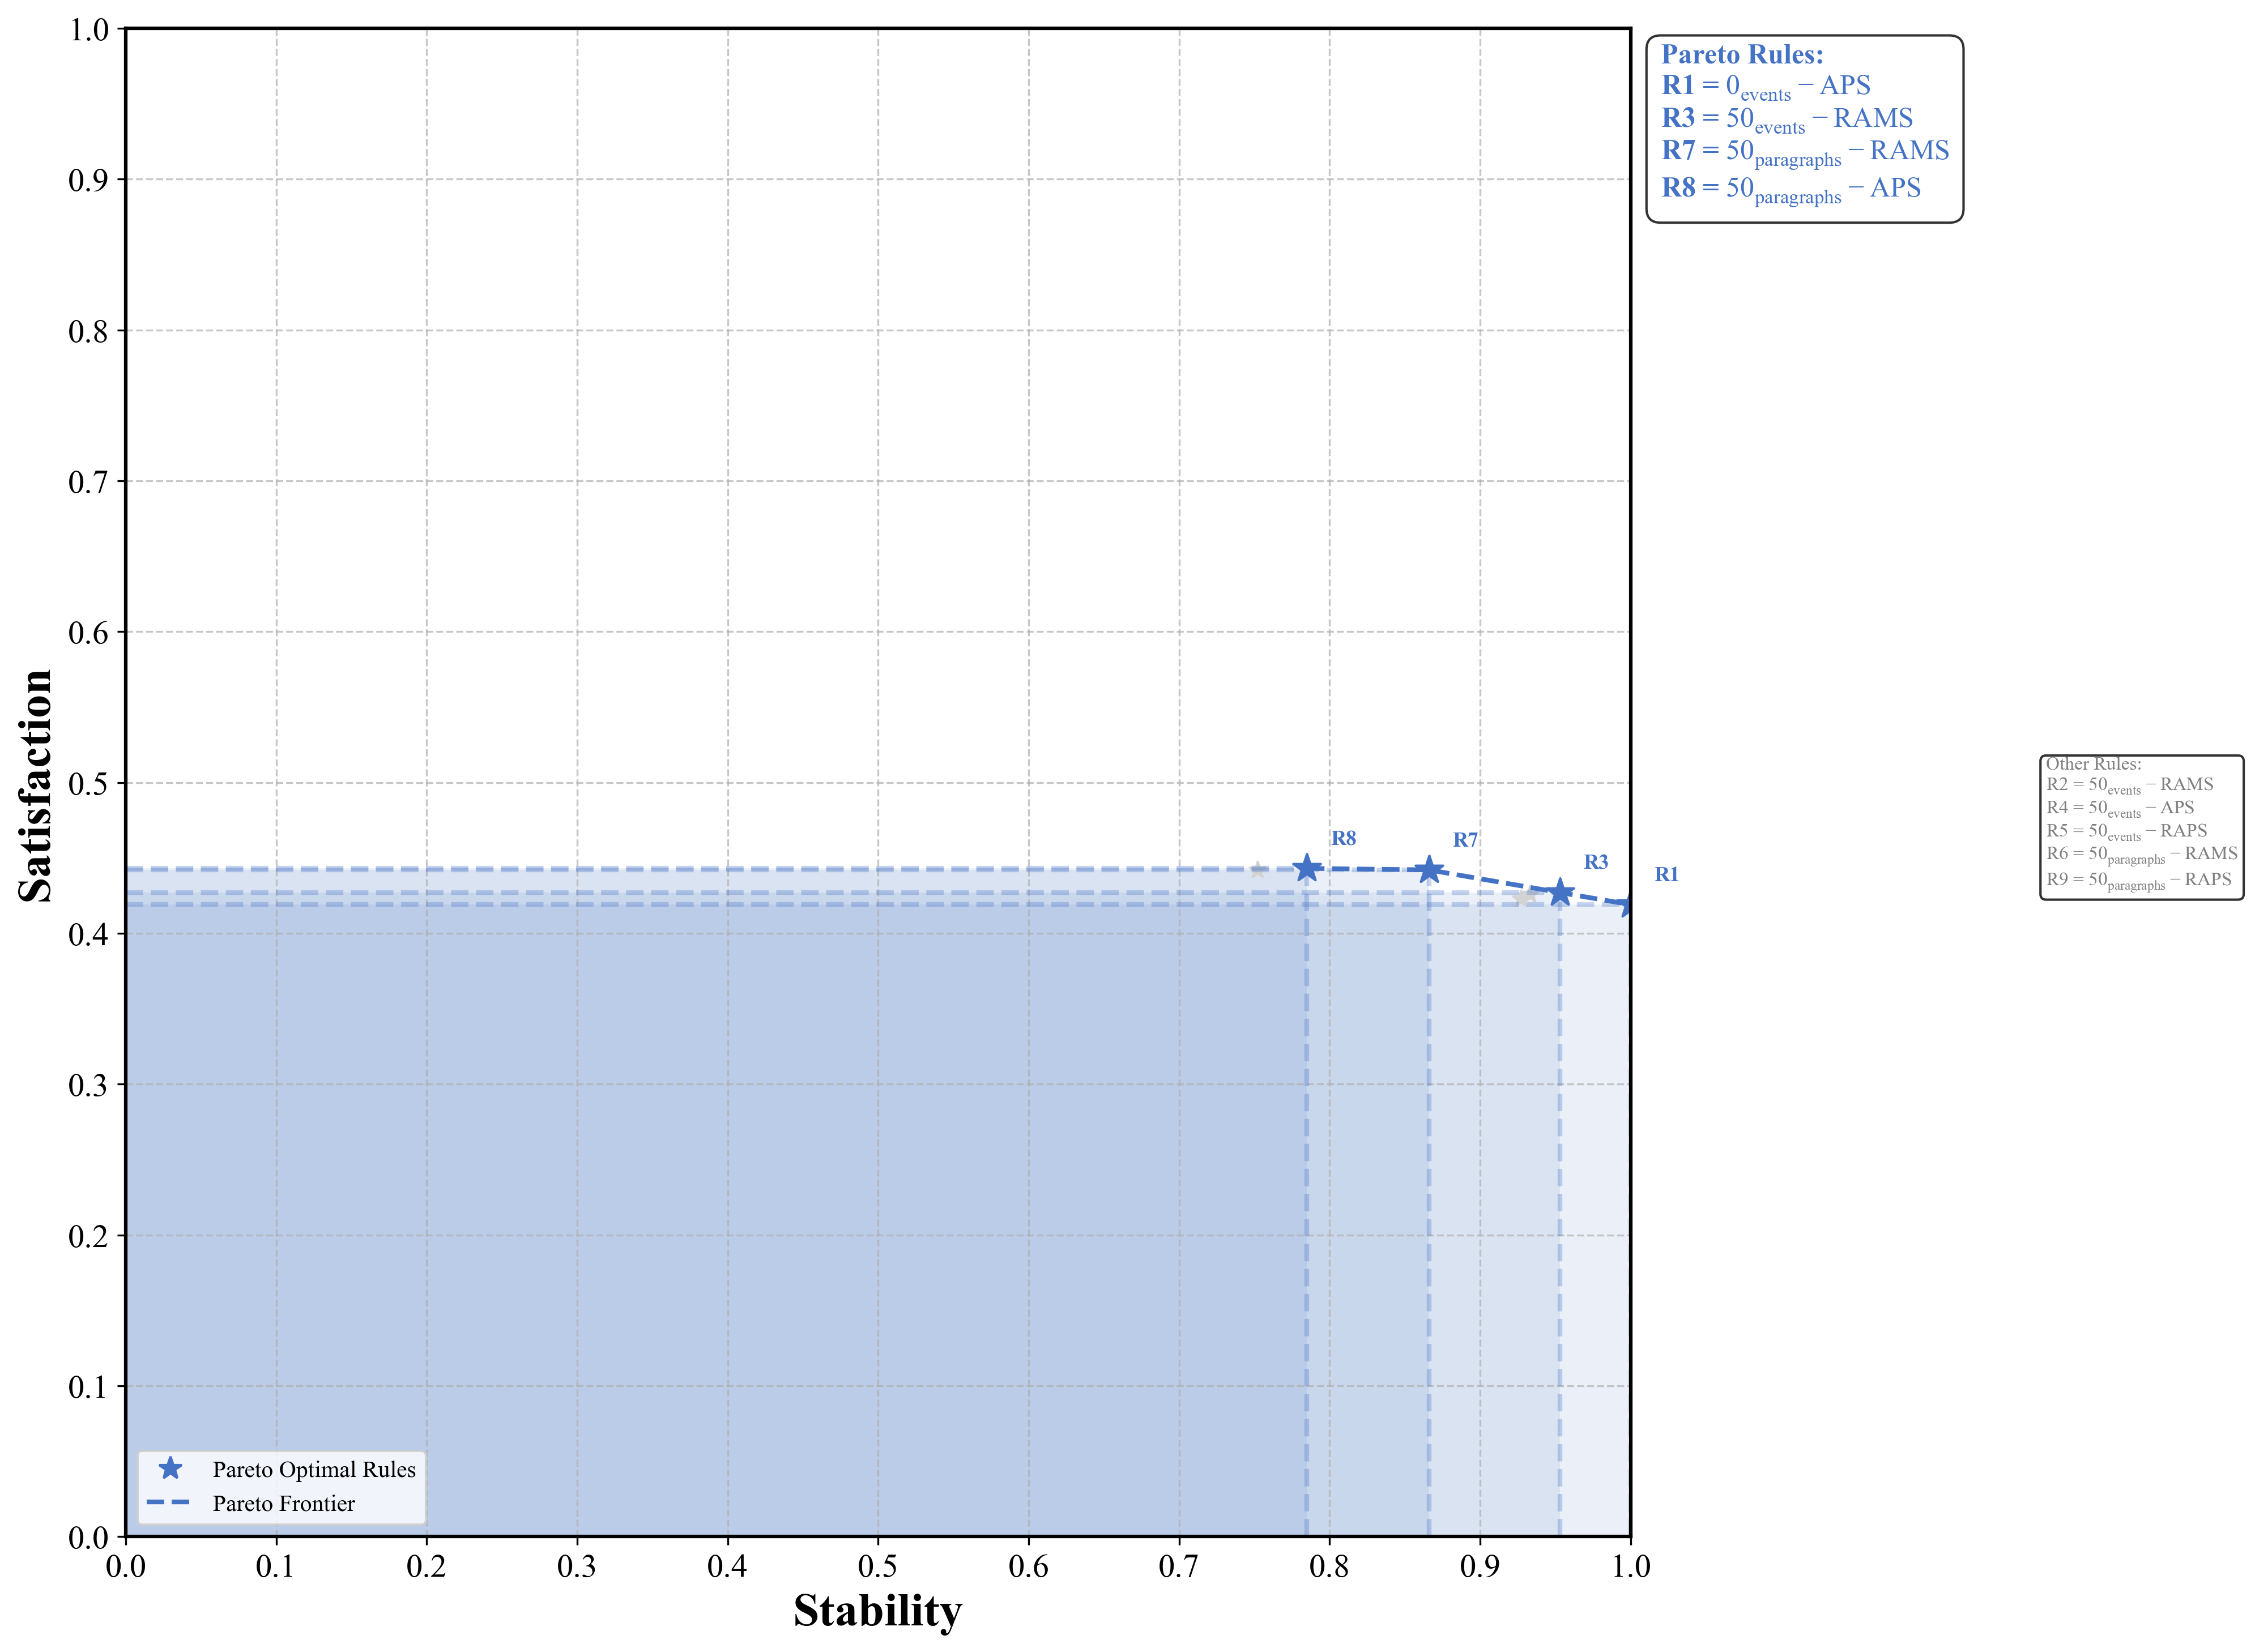 Pareto Rules:
R1 = 0events − APS
R3 = 50events − RAMS
R7 = 50paragraphs − RAMS
R8 = 50paragraphs − APS
1.0
0.9
0.8
0.7
0.6
0.5
0.4
0.3
0.2
0.1
0.0
Satisfaction
Other Rules:
R2 = 50events − RAMS
R4 = 50events − APS
R5 = 50events − RAPS
R6 = 50paragraphs − RAMS
R9 = 50paragraphs − RAPS
R8
R7
R3
R1
Pareto Optimal Rules
Pareto Frontier
0.0 0.1 0.2 0.3 0.4 0.5 0.6 0.7 0.8 0.9 1.0
Stability